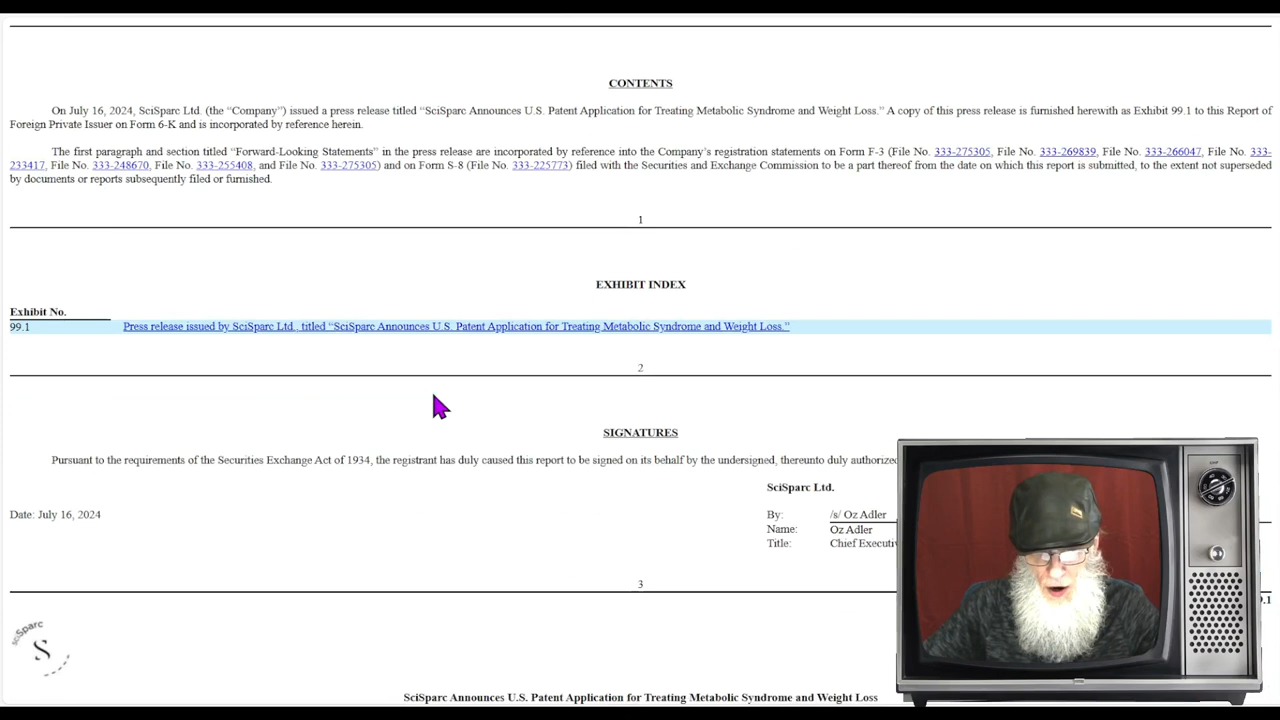 CONTENTS
On July 16, 2024, SciSparc Ltd. (the “Company”) issued a press release titled “SciSparc Announces U.S. Patent Application for Treating Metabolic Syndrome and Weight Loss.” A copy of this press release is furnished herewith as Exhibit 99.1 to this Report of
Foreign Private Issuer on Form 6-K and is incorporated by reference herein.
The first paragraph and section titled “Forward-Looking Statements” in the press release are incorporated by reference into the Company’s registration statements on Form F-3 (File No. 333-275305, File No. 333-269839, File No. 333-266047, File No. 333-
233417, File No. 333-248670, File No. 333-255408, and File No. 333-275305) and on Form S-8 (File No. 333-225773) filed with the Securities and Exchange Commission to be a part thereof from the date on which this report is submitted, to the extent not superseded
by documents or reports subsequently filed or furnished.
1
EXHIBIT INDEX
Exhibit No.
99.1 Press release issued by SciSparc Ltd., titled “SciSparc Announces U.S. Patent Application for Treating Metabolic Syndrome and Weight Loss.”
2
SIGNATURES
Pursuant to the requirements of the Securities Exchange Act of 1934, the registrant has duly caused this report to be signed on its behalf by the undersigned, thereunto duly authorized
SciSparc Ltd.
Date: July 16, 2024 By: /s/ Oz Adler
Name: Oz Adler
Title: Chief Executi
3
.1
sciSparc
S
SciSparc Announces U.S. Patent Application for Treating Metabolic Syndrome and Weight Loss